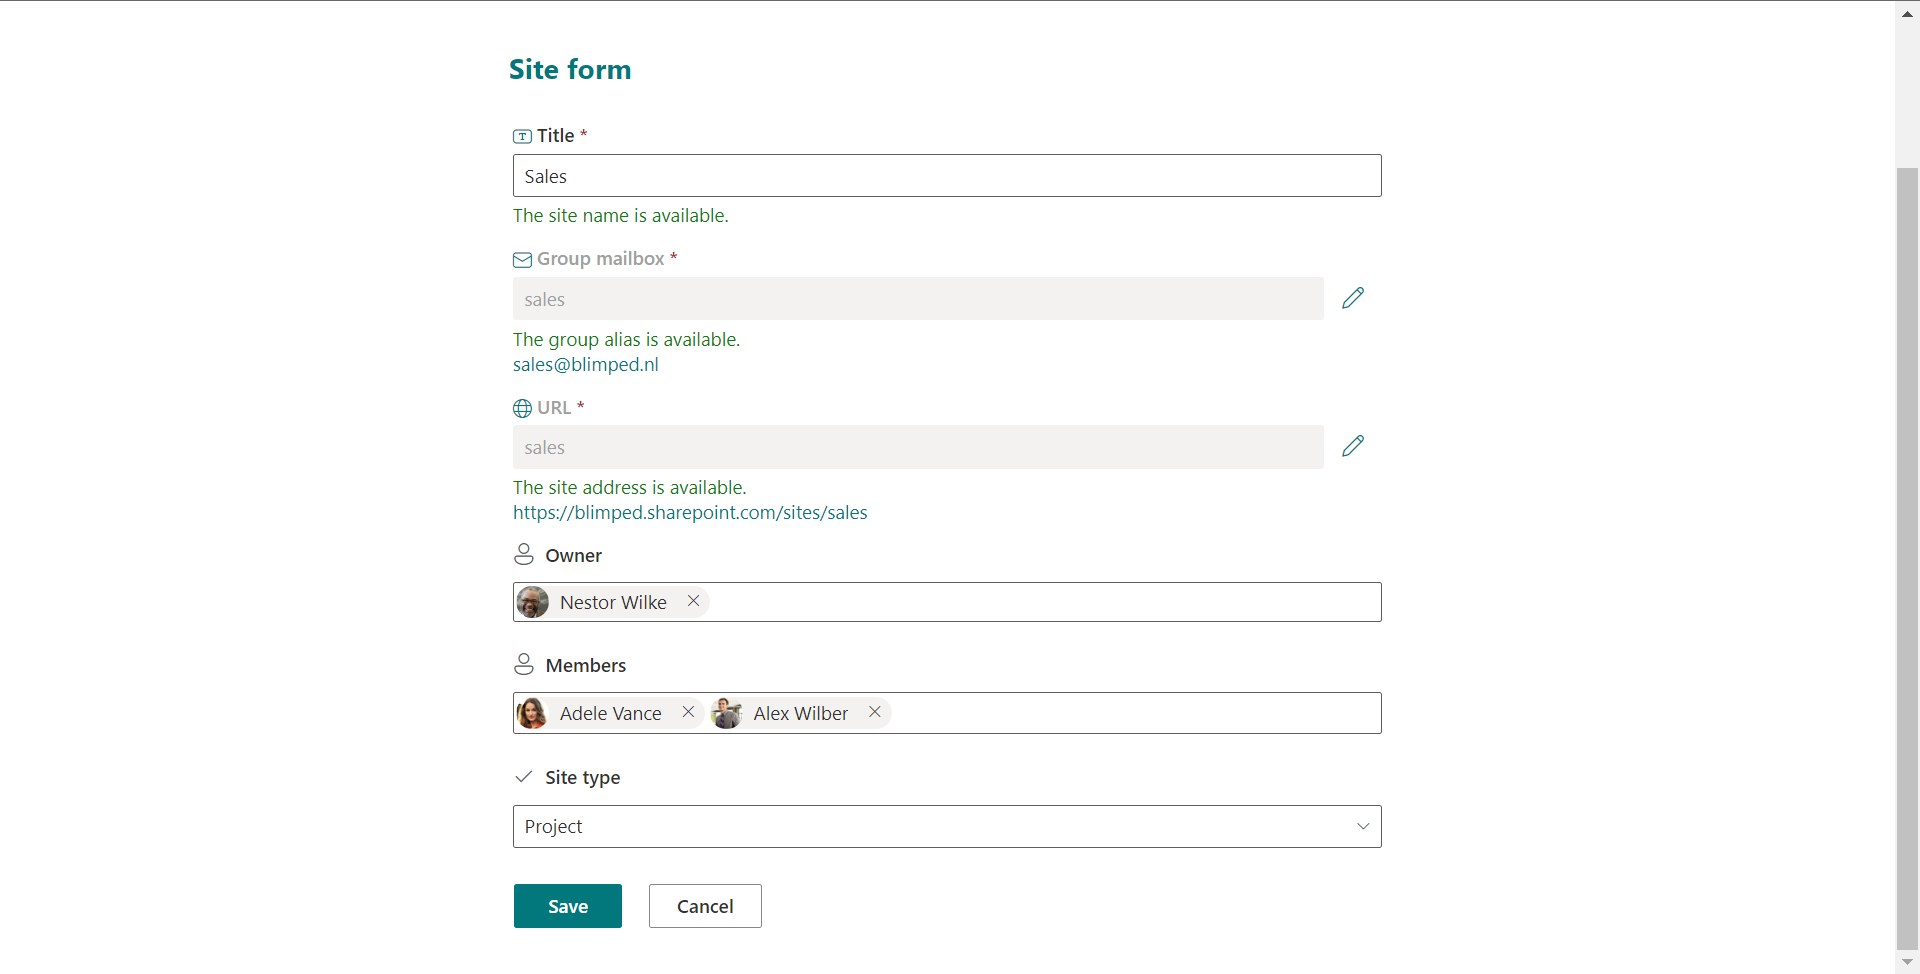 Site form
Title *
Sales
The site name is available.
Group mailbox *
sales
The group alias is available.
sales@blimped.nl
URL *
sales
The site address is available.
https://blimped.sharepoint.com/sites/sales
Owner
Nestor Wilke
Members
Adele Vance Alex Wilber
Site type
Project
Save Cancel